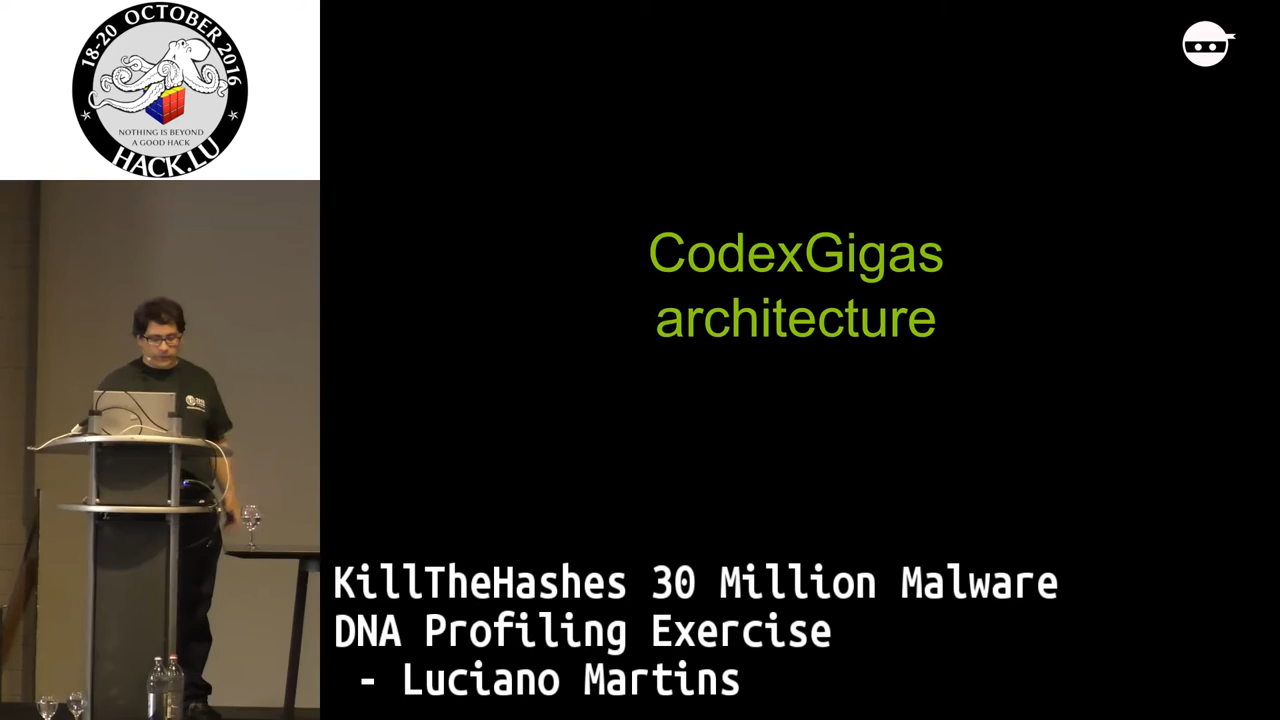 18-20 OCTOBER 2016
NOTHING IS BEYOND
A GOOD HACK
HACK.LU
CodexGigas
architecture
KillTheHashes 30 Million Malware
DNA Profiling Exercise
- Luciano Martins